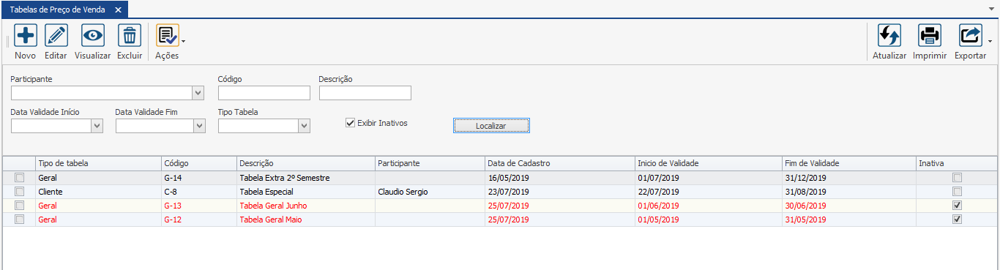 Tabelas de Preço de Venda
Novo Editar Visualizar Excluir Ações Atualizar Imprimir Exportar
Participante Código Descrição
Data Validade Início Data Validade Fim Tipo Tabela Exibir Inativos Localizar
Tipo de tabela Código Descrição Participante Data de Cadastro Inicio de Validade Fim de Validade Inativa
Geral G-14 Tabela Extra 2º Semestre 16/05/2019 01/07/2019 31/12/2019
Cliente C-8 Tabela Especial Claudio Sergio 23/07/2019 22/07/2019 31/08/2019
Geral G-13 Tabela Geral Junho 25/07/2019 01/06/2019 30/06/2019
Geral G-12 Tabela Geral Maio 25/07/2019 01/05/2019 31/05/2019